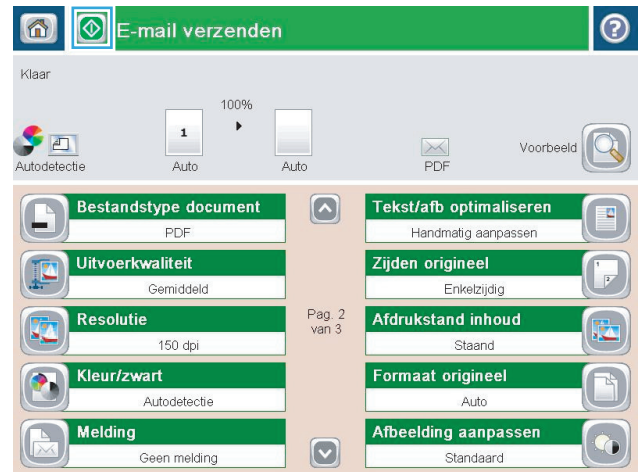 E-mail verzenden
Klaar
100%
1
Autodetectie
Auto
Auto
PDF
Voorbeeld
Bestandstype document
PDF
Uitvoerkwaliteit
Gemiddeld
Resolutie
150 dpi
Kleur/zwart
Autodetectie
Melding
Geen melding
Pag. 2
van 3
Tekst/afb optimaliseren
Handmatig aanpassen
Zijden origineel
1
2
Enkelzijdig
Afdrukstand inhoud
Staand
Formaat origineel
Auto
Afbeelding aanpassen
Standaard